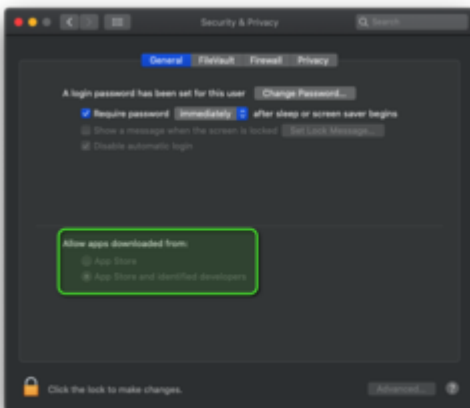 Security & Privacy
Search
General FileVault Firewall Privacy
A login password has been set for this user Change Password...
Require password immediately after sleep or screen saver begins
Show a message when the screen is locked Set Lock Message...
Disable automatic login
Allow apps downloaded from:
App Store
App Store and identified developers
Click the lock to make changes.
Advanced...
?